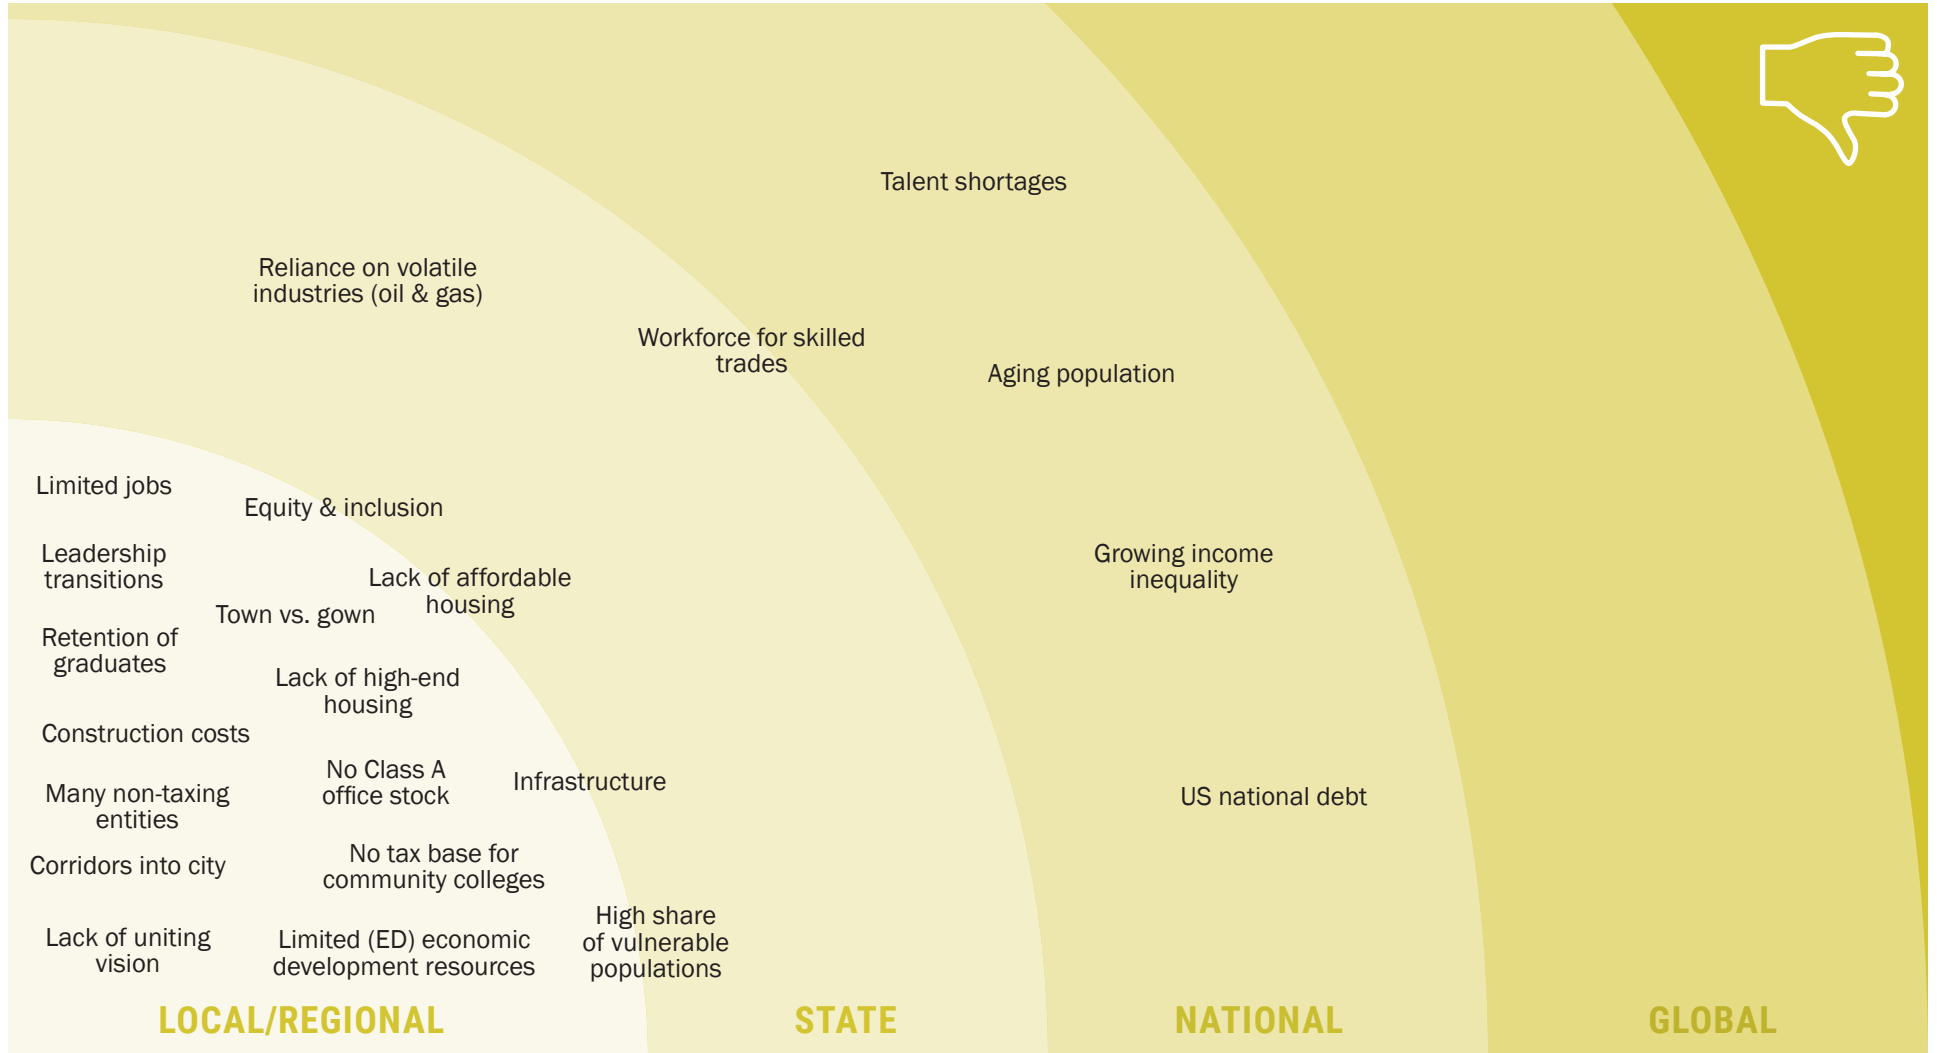 Talent shortages
Reliance on volatile
industries (oil & gas)
Workforce for skilled
trades
Aging population
Limited jobs
Equity & inclusion
Leadership
transitions
Lack of affordable
housing
Growing income
inequality
Town vs. gown
Retention of
graduates
Lack of high-end
housing
Construction costs
No Class A
office stock
Infrastructure
Many non-taxing
entities
US national debt
Corridors into city
No tax base for
community colleges
High share
of vulnerable
populations
Lack of uniting
vision
Limited (ED) economic
development resources
LOCAL/REGIONAL
STATE
NATIONAL
GLOBAL